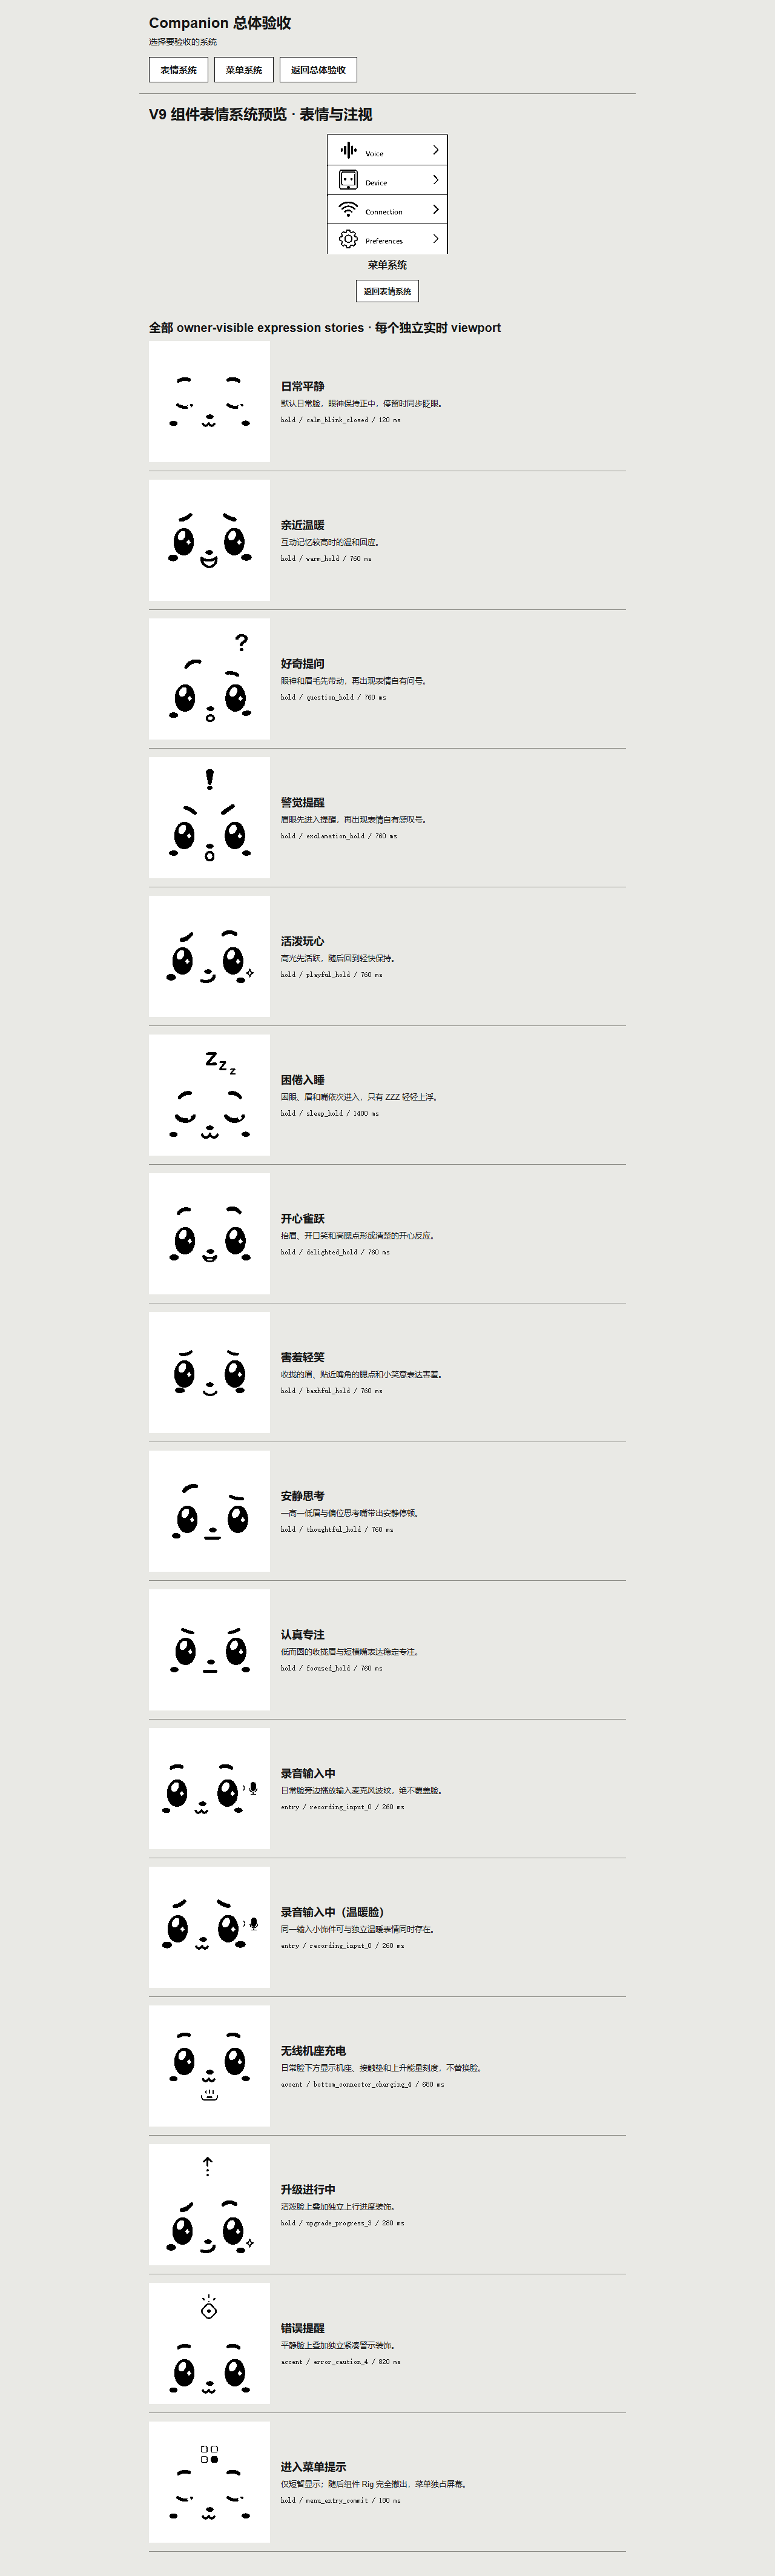 Companion 总体验收
选择要验收的系统
表情系统
菜单系统
返回总体验收
V9 组件表情系统预览 · 表情与注视
Voice
Device
Connection
Preferences
菜单系统
返回表情系统
全部 owner-visible expression stories · 每个独立实时 viewport
日常平静
默认日常脸，眼神保持正中，停留时同步眨眼。
hold / calm_blink_closed / 120 ms
亲近温暖
互动记忆较高时的温和回应。
hold / warm_hold / 760 ms
?
好奇提问
眼神和眉毛先带动，再出现表情自有问号。
hold / question_hold / 760 ms
!
警觉提醒
眉眼先进入提醒，再出现表情自有感叹号。
hold / exclamation_hold / 760 ms
活泼玩心
高光先活跃，随后回到轻快保持。
hold / playful_hold / 760 ms
Z Z Z
困倦入睡
困眼、眉和嘴依次进入，只有 ZZZ 轻轻上浮。
hold / sleep_hold / 1400 ms
开心雀跃
抬眉、开口笑和高腮点形成清楚的开心反应。
hold / delighted_hold / 760 ms
害羞轻笑
收拢的眉、贴近嘴角的腮点和小笑意表达害羞。
hold / bashful_hold / 760 ms
安静思考
一高一低眉与偏位思考嘴带出安静停顿。
hold / thoughtful_hold / 760 ms
认真专注
低而圆的收拢眉与短横嘴表达稳定专注。
hold / focused_hold / 760 ms
录音输入中
日常脸旁边播放输入麦克风波纹，绝不覆盖脸。
entry / recording_input_0 / 260 ms
录音输入中（温暖脸）
同一输入小饰件可与独立温暖表情同时存在。
entry / recording_input_0 / 260 ms
无线机座充电
日常脸下方显示机座、接触垫和上升能量刻度，不替换脸。
accent / bottom_connector_charging_4 / 680 ms
升级进行中
活泼脸上叠加独立上行进度装饰。
hold / upgrade_progress_3 / 280 ms
错误提醒
平静脸上叠加独立紧凑警示装饰。
accent / error_caution_4 / 820 ms
进入菜单提示
仅短暂显示；随后组件 Rig 完全撤出，菜单独占屏幕。
hold / menu_entry_commit / 180 ms